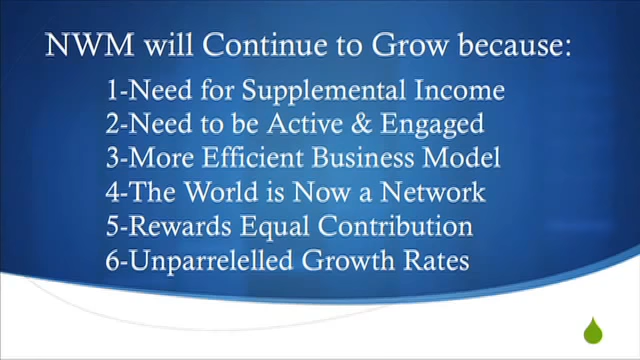 NWM will Continue to Grow because:
1-Need for Supplemental Income
2-Need to be Active & Engaged
3-More Efficient Business Model
4-The World is Now a Network
5-Rewards Equal Contribution
6-Unparrelelled Growth Rates